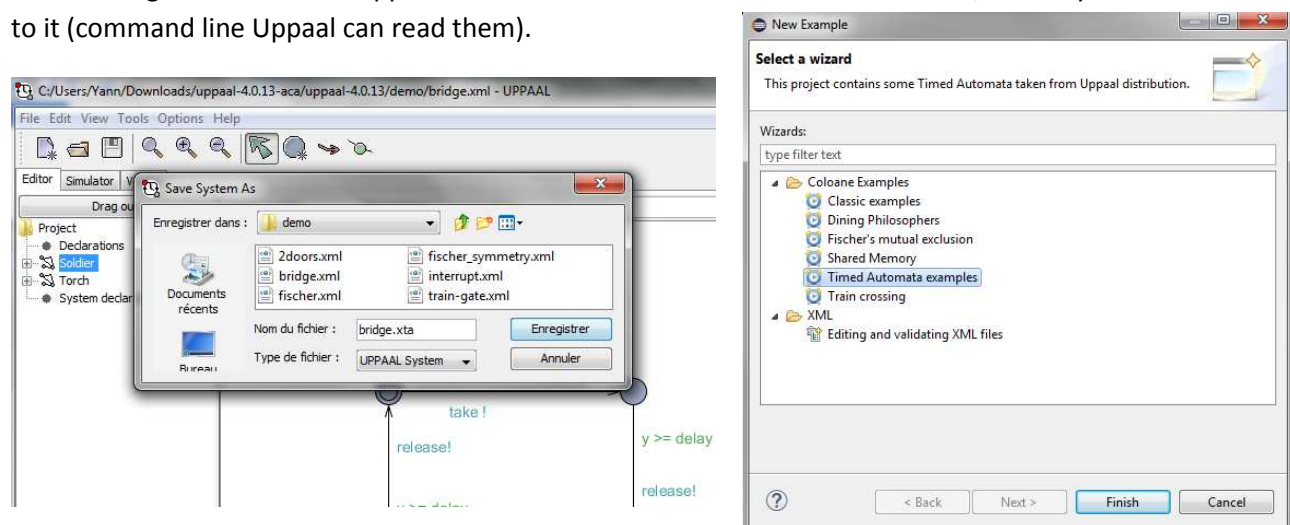 to it (command line Uppaal can read them).
C:/Users/Yann/Downloads/uppaal-4.0.13-aca/uppaal-4.0.13/demo/bridge.xml - UPPAAL
File Edit View Tools Options Help
Editor Simulator
Drag
Project
Declarations
Soldier
Torch
System
Save System As
Enregistrer dans :
demo
2doors.xml
bridge.xml
fischer.xml
fischer_symmetry.xml
interrupt.xml
train-gate.xml
Documents
récents
Bureau
Nom du fichier :
bridge.xta
Enregistrer
Type de fichier :
UPPAAL System
Annuler
take !
release!
y >= delay
release!
y >= delay
New Example
Select a wizard
This project contains some Timed Automata taken from Uppaal distribution.
Wizards:
type filter text
Coloane Examples
Classic examples
Dining Philosophers
Fischer's mutual exclusion
Shared Memory
Timed Automata examples
Train crossing
XML
Editing and validating XML files
< Back
Next >
Finish
Cancel